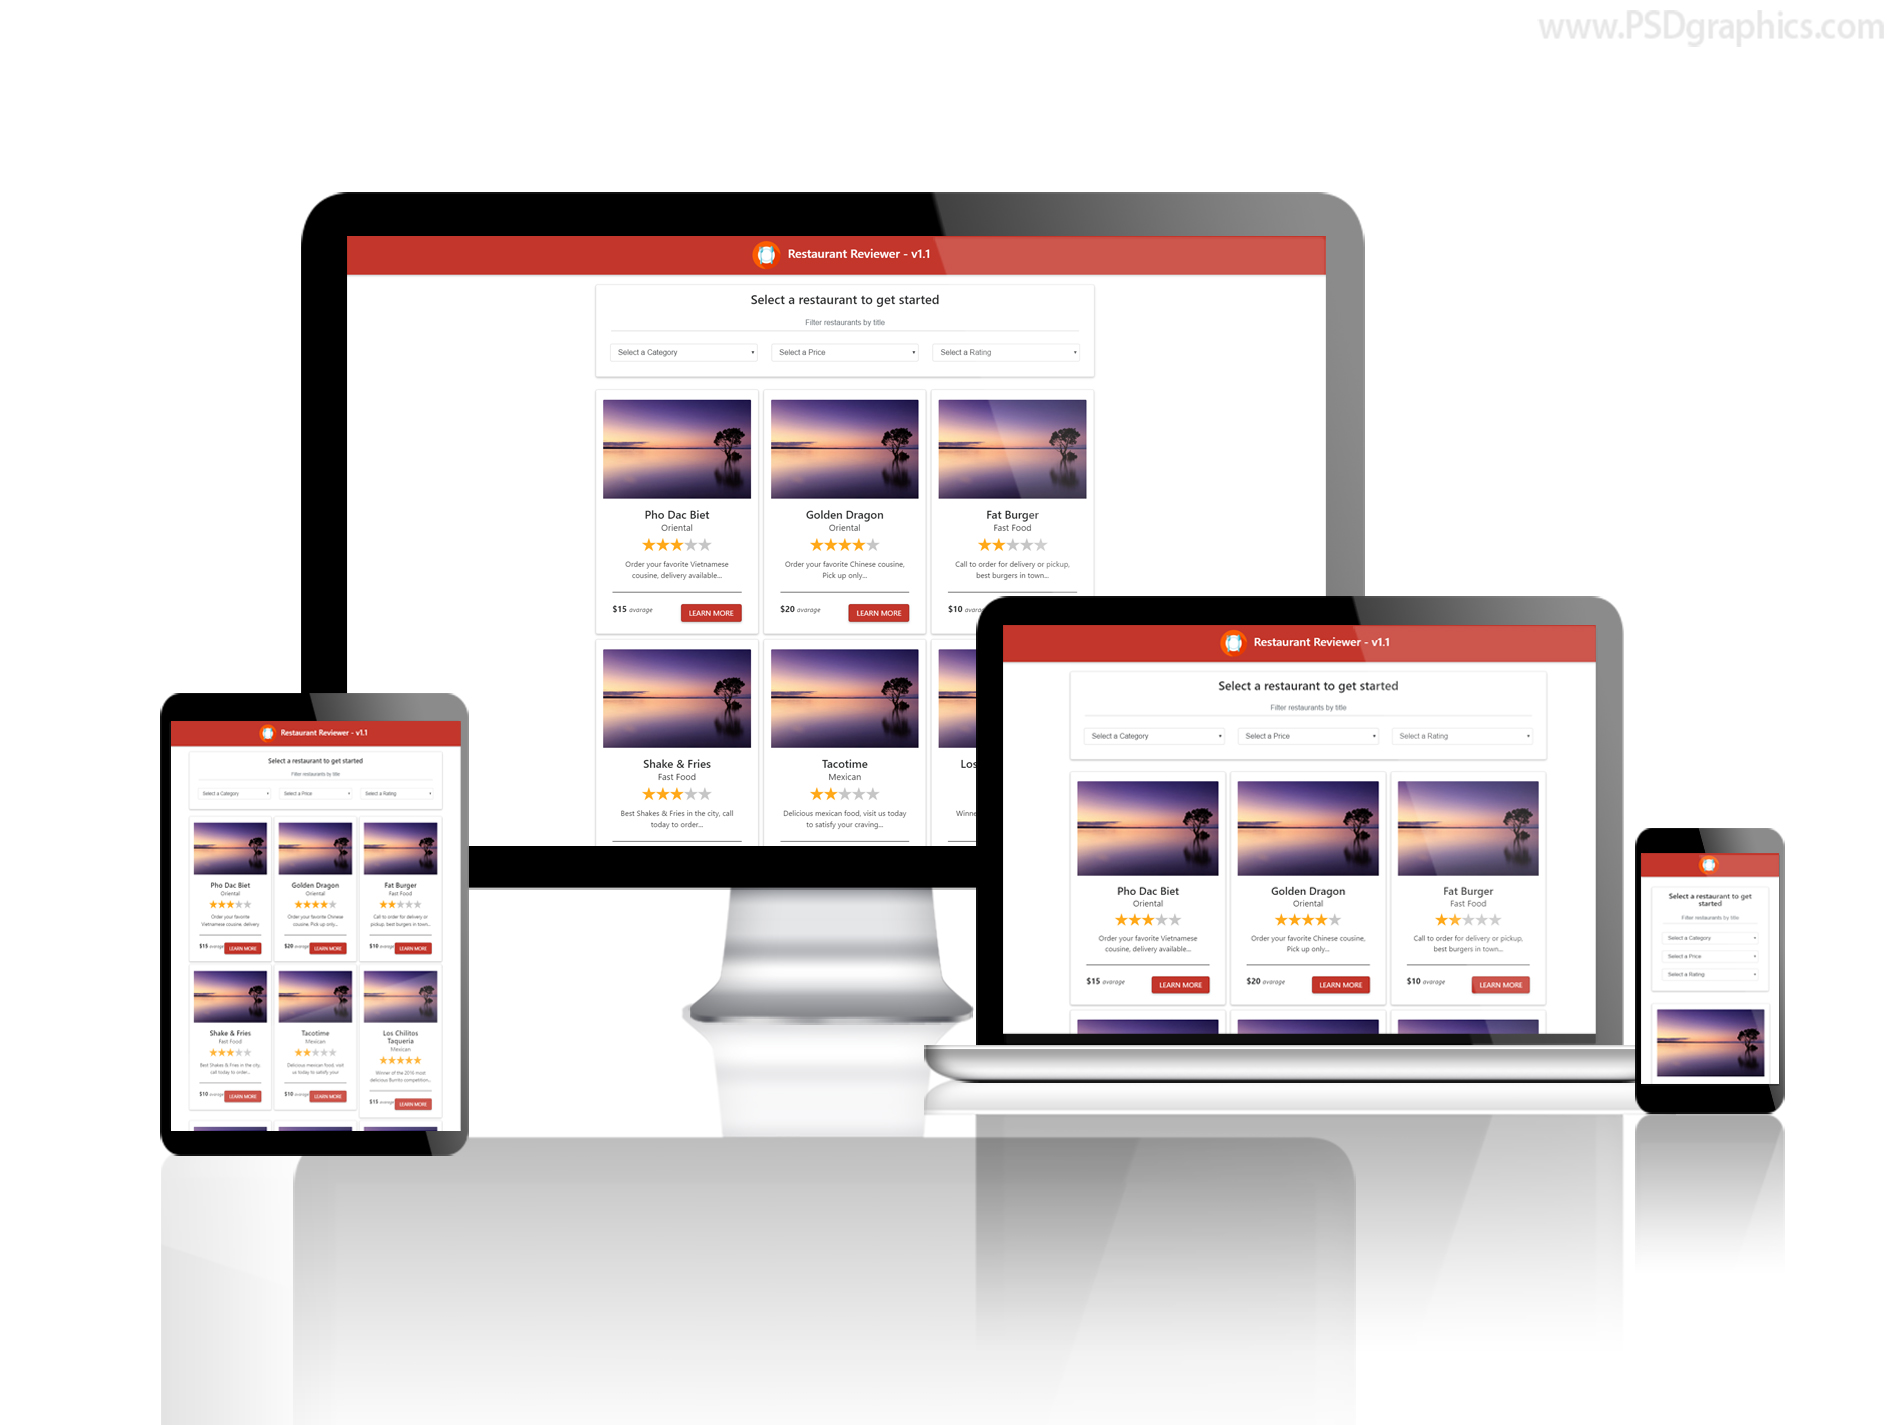 www.PSDgraphics.com
Restaurant Reviewer - v1.1
Select a restaurant to get started
Filter restaurants by title
Select a Category
Select a Price
Select a Rating
Pho Dac Biet
Oriental
Order your favorite Vietnamese
cousine, delivery available...
$15 avarage
LEARN MORE
Golden Dragon
Oriental
Order your favorite Chinese cousine,
Pick up only...
$20 avarage
LEARN MORE
Fat Burger
Fast Food
Call to order for delivery or pickup,
best burgers in town...
$10
Shake & Fries
Fast Food
Best Shakes & Fries in the city, call
today to order...
Tacotime
Mexican
Delicious mexican food, visit us today
to satisfy your craving...
Los
Winne
Restaurant Reviewer - v1.1
Select a restaurant to get started
Filter restaurants by title
Select a Category
Select a Price
Select a Rating
Pho Dac Biet
Oriental
Order your favorite Vietnamese
cousine, delivery available...
$15 avarage
LEARN MORE
Golden Dragon
Oriental
Order your favorite Chinese cousine,
Pick up only...
$20 avarage
LEARN MORE
Fat Burger
Fast Food
Call to order for delivery or pickup,
best burgers in town...
$10 avarage
LEARN MORE
Restaurant Reviewer - v1.1
Select a restaurant to get started
Filter restaurants by title
Select a Category
Select a Price
Select a Rating
Pho Dac Biet
Oriental
Order your favorite
Vietnamese cousine, delivery
$15 avarage
LEARN MORE
Golden Dragon
Oriental
Order your favorite Chinese
cousine, Pick up only...
$20 avarage
LEARN MORE
Fat Burger
Fast Food
Call to order for delivery or
pickup, best burgers in town...
$10 avarage
LEARN MORE
Shake & Fries
Fast Food
Best Shakes & Fries in the city,
call today to order...
$10 avarage
LEARN MORE
Tacotime
Mexican
Delicious mexican food, visit
us today to satisfy your
$10 avarage
LEARN MORE
Los Chilitos
Taqueria
Mexican
Winner of the 2016 most
delicious Burrito competition...
$15 avarage
LEARN MORE
Select a restaurant to get
started
Filter restaurants by title
Select a Category
Select a Price
Select a Rating